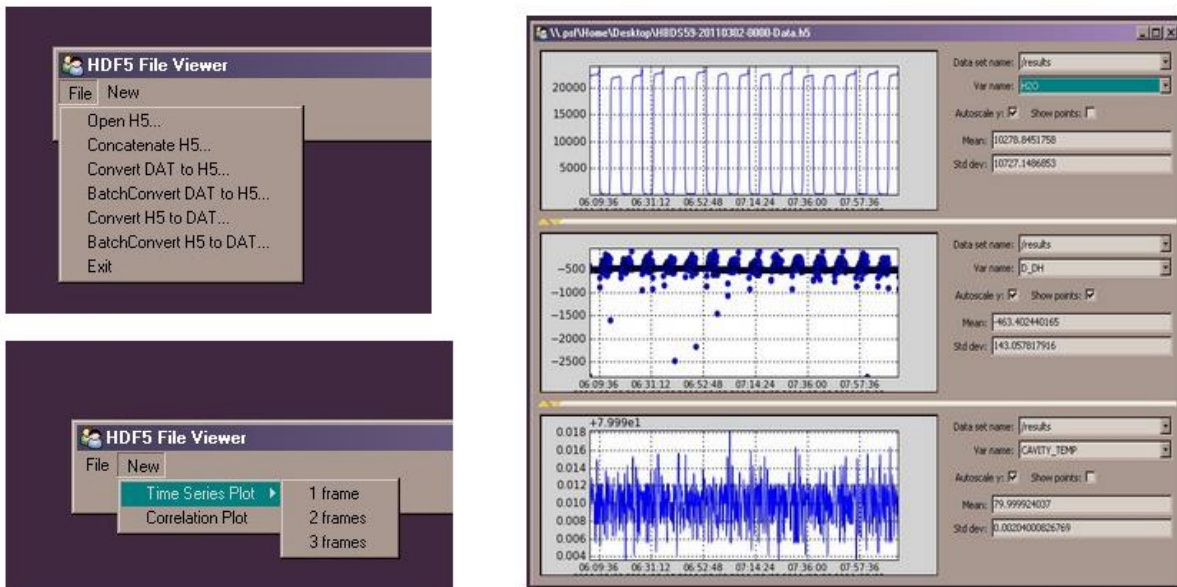 HDF5 File Viewer
File New
Open H5...
Concatenate H5...
Convert DAT to H5...
BatchConvert DAT to H5...
Convert H5 to DAT...
BatchConvert H5 to DAT...
Exit
HDF5 File Viewer
File New
Time Series Plot
Correlation Plot
1 frame
2 frames
3 frames
\\.psf\Home\Desktop\HBDS59-20110302-0000-Data.h5
20000
15000
10000
5000
06:09:36 06:31:12 06:52:48 07:14:24 07:36:00 07:57:36
Data set name: /results
Var name: H2O
Autoscale y: Show points:
Mean: 10278.8451758
Std dev: 10727.1486853
−500
−1000
−1500
−2000
−2500
06:09:36 06:31:12 06:52:48 07:14:24 07:36:00 07:57:36
Data set name: /results
Var name: D_DH
Autoscale y: Show points:
Mean: -463.402440165
Std dev: 143.057817916
+7.999e1
0.018
0.016
0.014
0.012
0.010
0.008
0.006
0.004
06:09:36 06:31:12 06:52:48 07:14:24 07:36:00 07:57:36
Data set name: /results
Var name: CAVITY_TEMP
Autoscale y: Show points:
Mean: 79.999924037
Std dev: 0.00204000826769